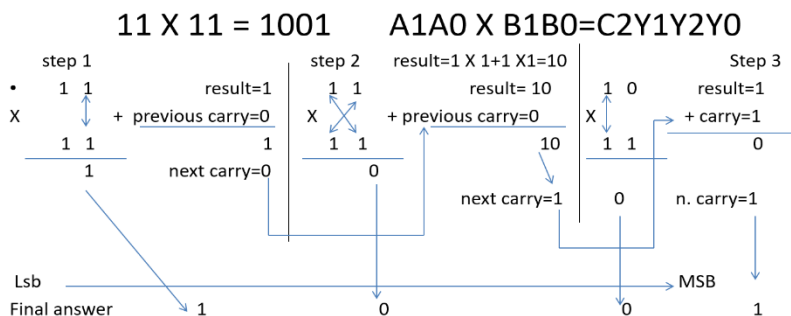 11 X 11 = 1001 A1A0 X B1B0=C2Y1Y2Y0
step 1 step 2 result=1 X 1+1 X1=10 Step 3
• 1 1 result=1 1 1 result= 10 1 0 result=1
X + previous carry=0 X + previous carry=0 X + carry=1
1 1 1 1 1 10 1 1 0
1 next carry=0 0
next carry=1 0 n. carry=1
Lsb MSB
Final answer 1 0 0 1